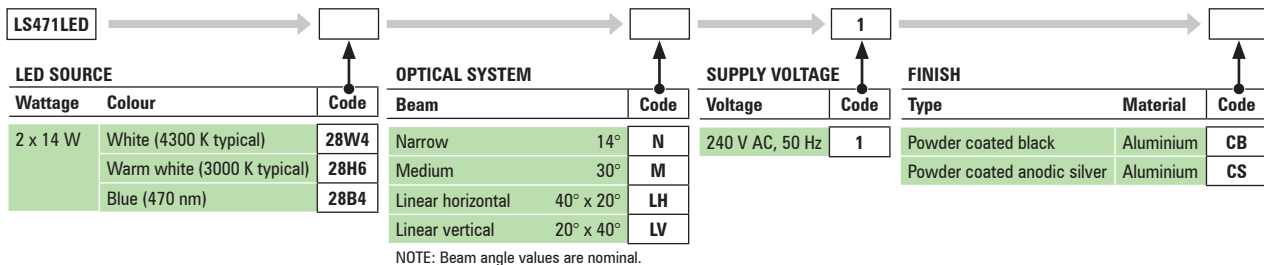 LS471LED 1
LED SOURCE
Wattage Colour Code
2 x 14 W White (4300 K typical) 28W4
Warm white (3000 K typical) 28H6
Blue (470 nm) 28B4
OPTICAL SYSTEM
Beam Code
Narrow 14° N
Medium 30° M
Linear horizontal 40° x 20° LH
Linear vertical 20° x 40° LV
NOTE: Beam angle values are nominal.
SUPPLY VOLTAGE
Voltage Code
240 V AC, 50 Hz 1
FINISH
Type Material Code
Powder coated black Aluminium CB
Powder coated anodic silver Aluminium CS